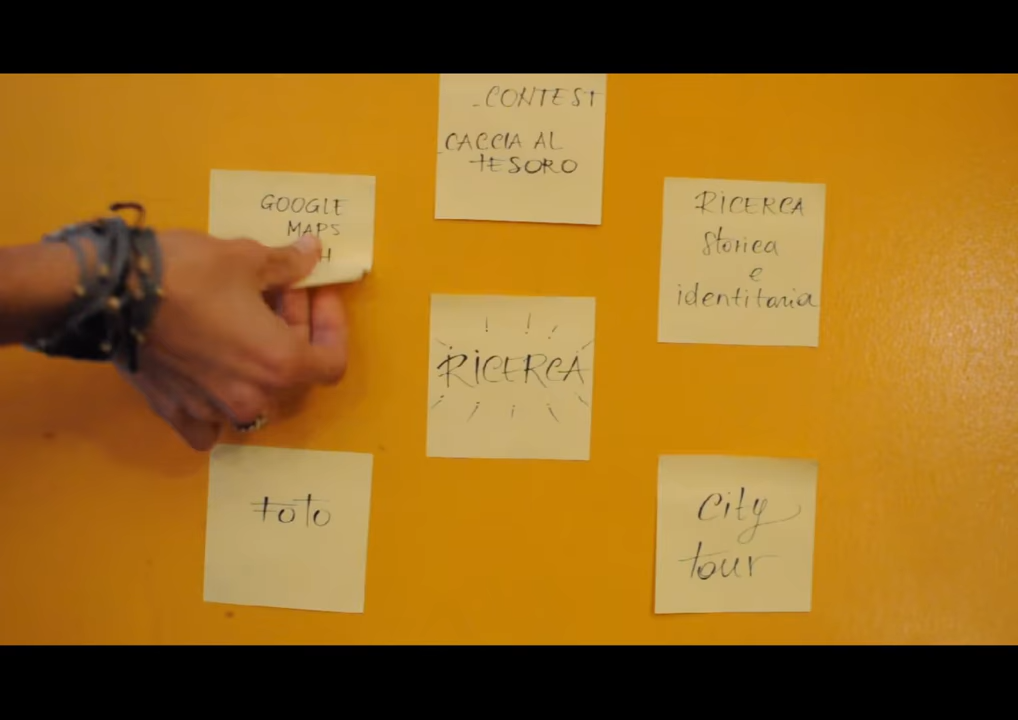 - CONTEST
- CACCIA AL
TESORO
GOOGLE
MAPS
RICERCA
storica
e
identitaria
! ! !
RICERCA
Foto
City
tour